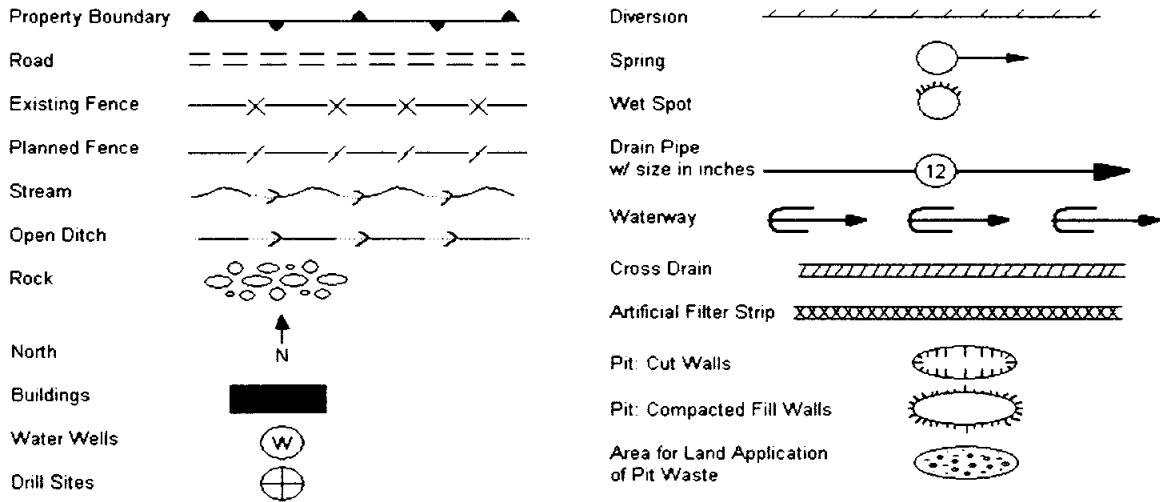 Property Boundary
Road
Existing Fence
Planned Fence
Stream
Open Ditch
Rock
North
N
Buildings
Water Wells
W
Drill Sites
Diversion
Spring
Wet Spot
Drain Pipe
w/ size in inches
12
Waterway
Cross Drain
Artificial Filter Strip
Pit: Cut Walls
Pit: Compacted Fill Walls
Area for Land Application
of Pit Waste